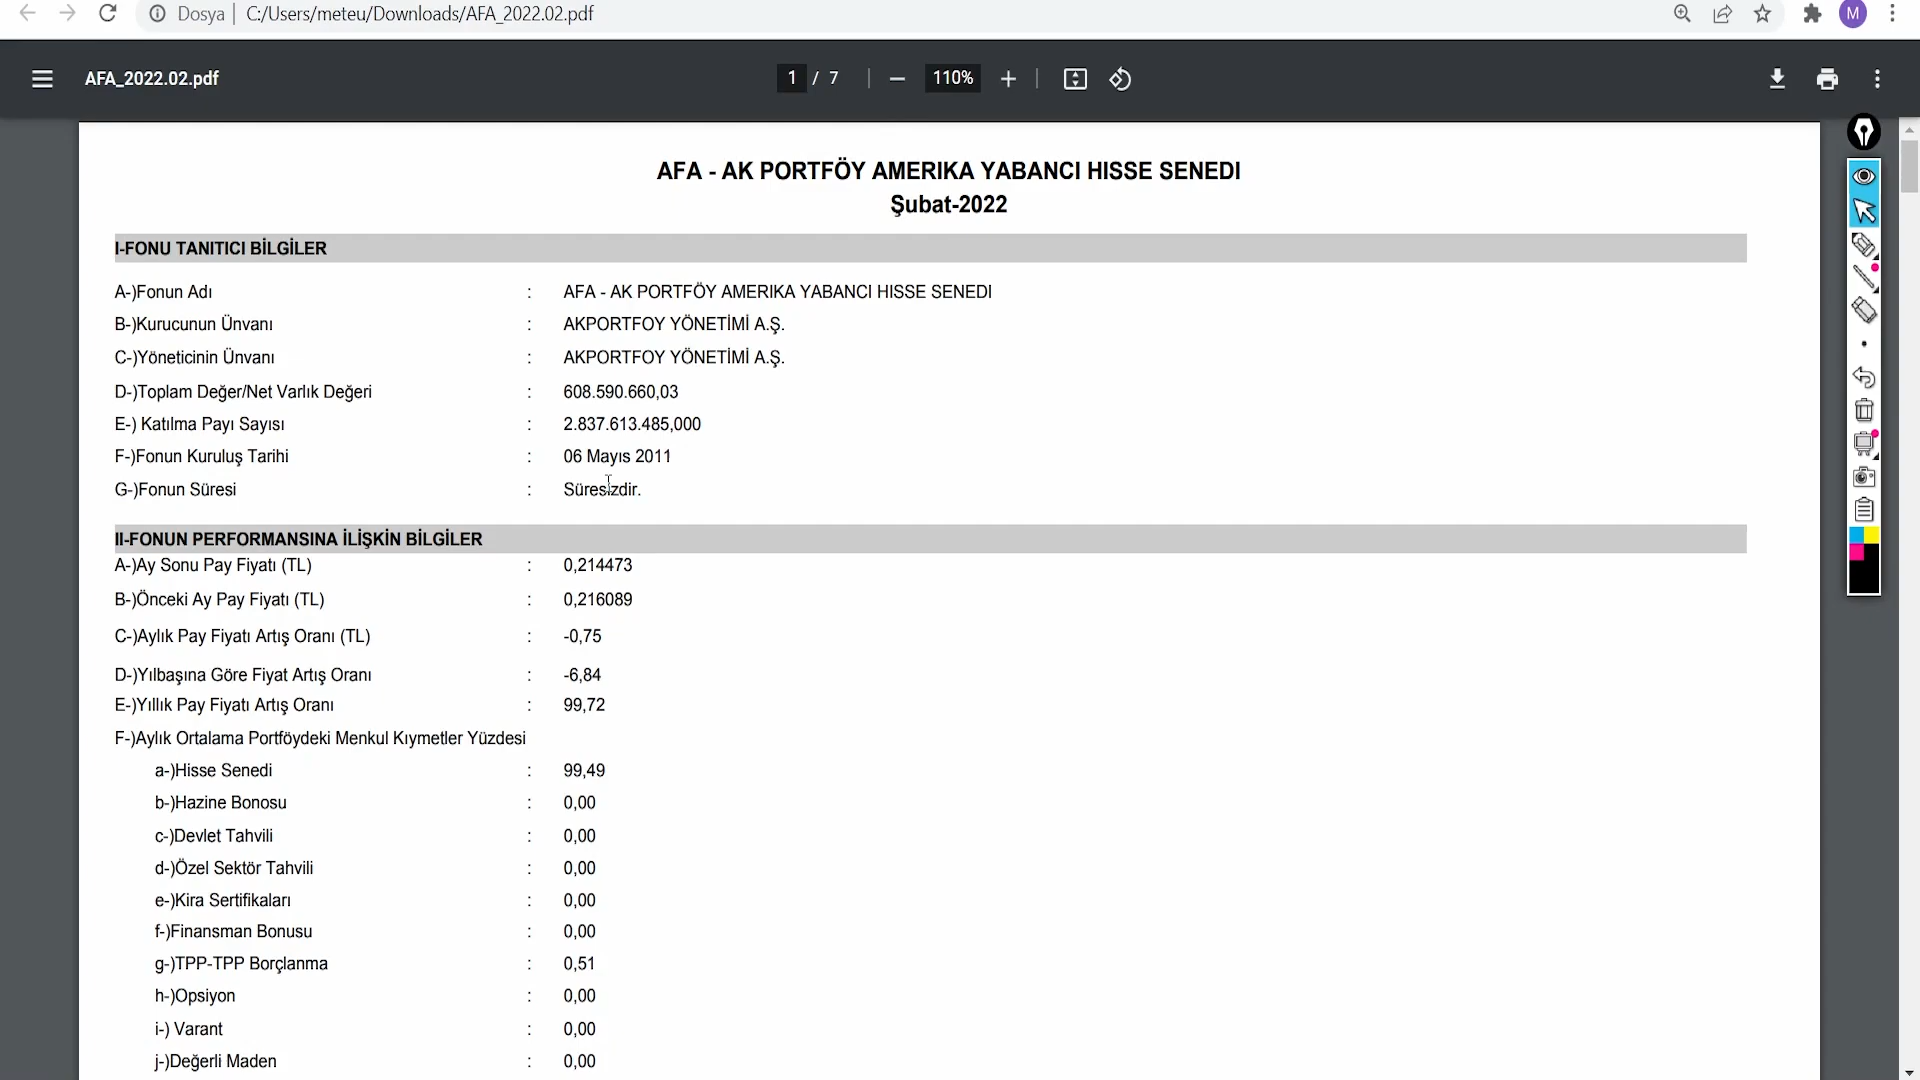 Dosya | C:/Users/meteu/Downloads/AFA_2022.02.pdf M
AFA_2022.02.pdf 1 / 7 110%
AFA - AK PORTFÖY AMERIKA YABANCI HISSE SENEDI
Şubat-2022
I-FONU TANITICI BİLGİLER
A-)Fonun Adı : AFA - AK PORTFÖY AMERIKA YABANCI HISSE SENEDI
B-)Kurucunun Ünvanı : AKPORTFOY YÖNETİMİ A.Ş.
C-)Yöneticinin Ünvanı : AKPORTFOY YÖNETİMİ A.Ş.
D-)Toplam Değer/Net Varlık Değeri : 608.590.660,03
E-) Katılma Payı Sayısı : 2.837.613.485,000
F-)Fonun Kuruluş Tarihi : 06 Mayıs 2011
G-)Fonun Süresi : Süresizdir.
II-FONUN PERFORMANSINA İLİŞKİN BİLGİLER
A-)Ay Sonu Pay Fiyatı (TL) : 0,214473
B-)Önceki Ay Pay Fiyatı (TL) : 0,216089
C-)Aylık Pay Fiyatı Artış Oranı (TL) : -0,75
D-)Yılbaşına Göre Fiyat Artış Oranı : -6,84
E-)Yıllık Pay Fiyatı Artış Oranı : 99,72
F-)Aylık Ortalama Portföydeki Menkul Kıymetler Yüzdesi
a-)Hisse Senedi : 99,49
b-)Hazine Bonosu : 0,00
c-)Devlet Tahvili : 0,00
d-)Özel Sektör Tahvili : 0,00
e-)Kira Sertifikaları : 0,00
f-)Finansman Bonusu : 0,00
g-)TPP-TPP Borçlanma : 0,51
h-)Opsiyon : 0,00
i-) Varant : 0,00
j-)Değerli Maden : 0,00